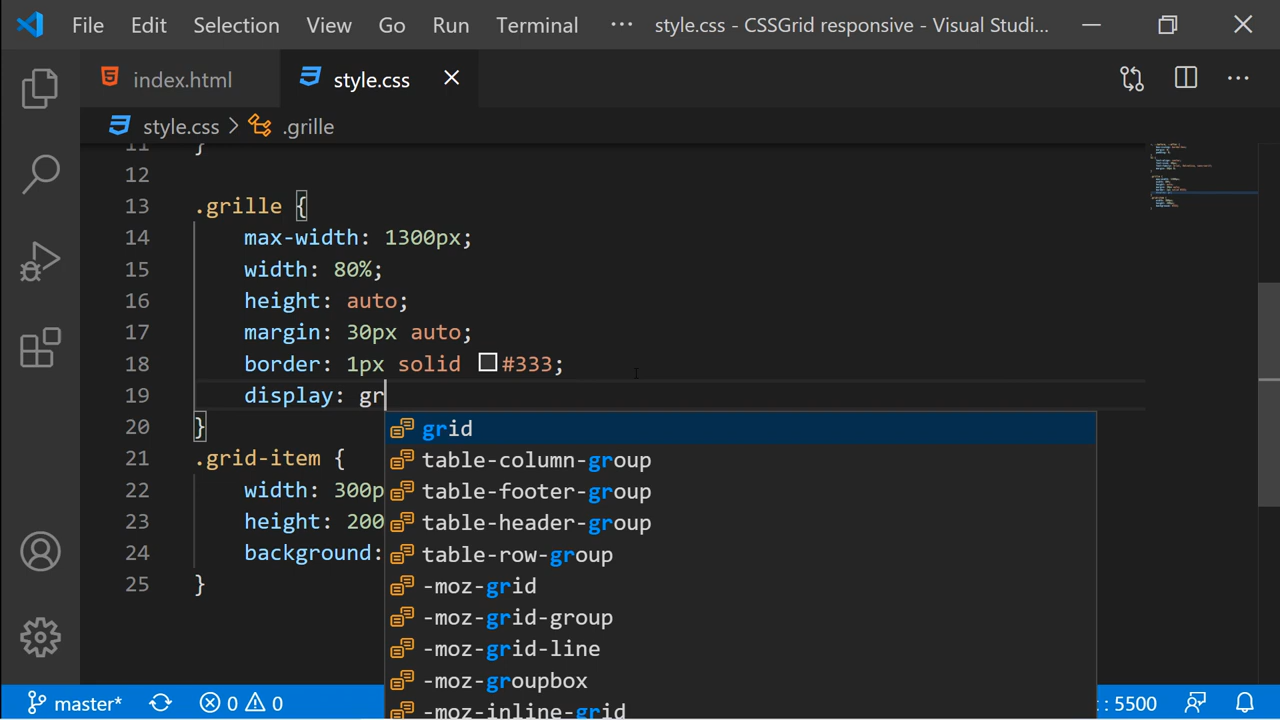 File Edit Selection View Go Run Terminal ··· style.css - CSSGrid responsive - Visual Studi...
index.html style.css
style.css > .grille
11 }
12
13 .grille {
14 max-width: 1300px;
15 width: 80%;
16 height: auto;
17 margin: 30px auto;
18 border: 1px solid #333;
19 display: gr
20 }
grid
21 .grid-item {
table-column-group
22 width: 300p
table-footer-group
23 height: 200
table-header-group
24 background:
table-row-group
25 }
-moz-grid
-moz-grid-group
-moz-grid-line
-moz-groupbox
-moz-inline-grid
master* 0 0 : 5500